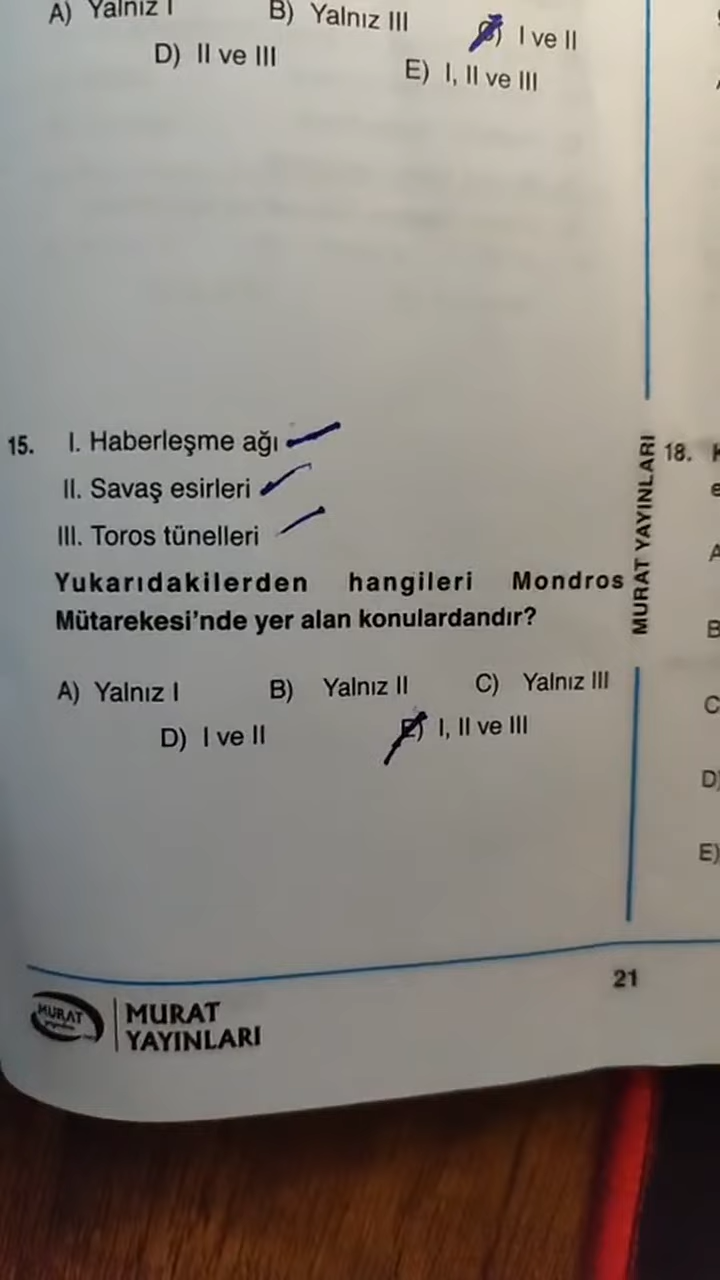 A) Yalnız I B) Yalnız III C) I ve II
D) II ve III E) I, II ve III
15. I. Haberleşme ağı
II. Savaş esirleri
III. Toros tünelleri
Yukarıdakilerden hangileri Mondros
Mütarekesi'nde yer alan konulardandır?
A) Yalnız I B) Yalnız II C) Yalnız III
D) I ve II E) I, II ve III
MURAT YAYINLARI
18.
A
B
C
D)
E)
21
MURAT
MURAT
YAYINLARI